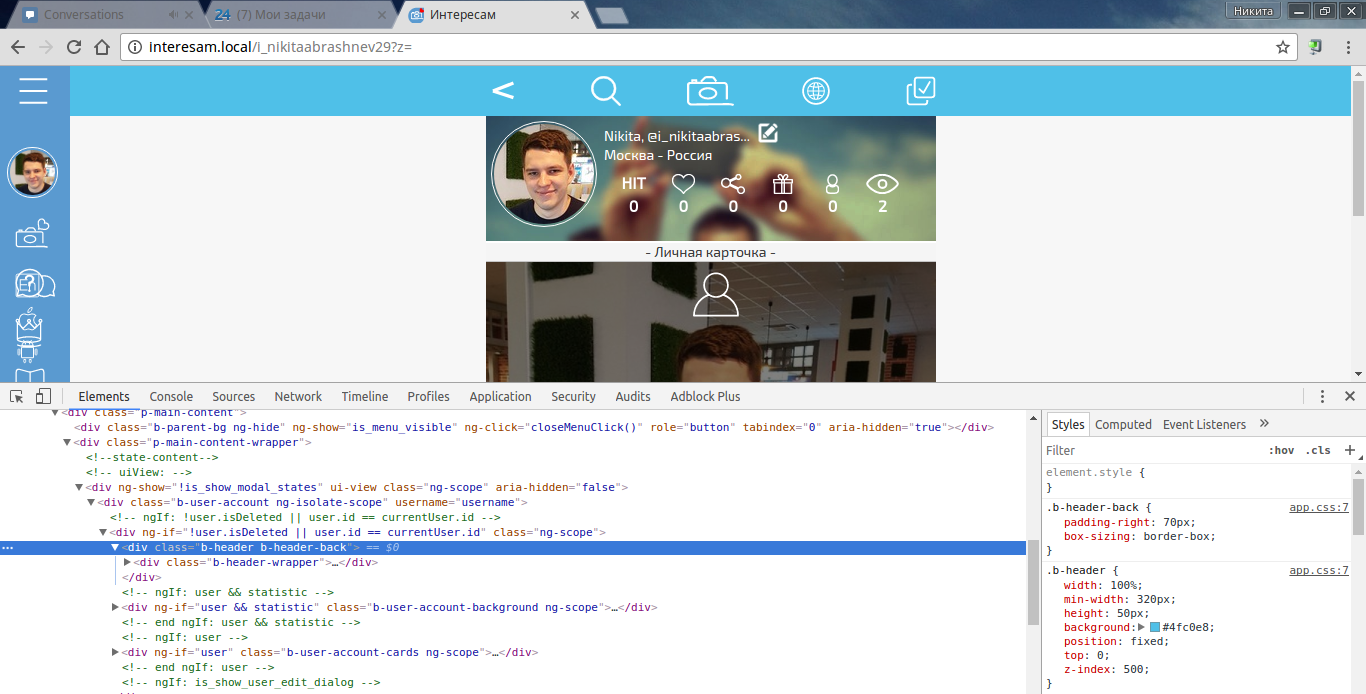 Conversations
24 (7) Мои задачи
Интересам
Никита
interesam.local/i_nikitaabrashnev29?z=
Nikita, @i_nikitaabras...
Москва - Россия
HIT
0 0 0 0 0 2
- Личная карточка -
Elements Console Sources Network Timeline Profiles Application Security Audits Adblock Plus
<div class="p-main-content">
<div class="b-parent-bg ng-hide" ng-show="is_menu_visible" ng-click="closeMenuClick()" role="button" tabindex="0" aria-hidden="true"></div>
<div class="p-main-content-wrapper">
<!--state-content-->
<!-- uiView: -->
<div ng-show="!is_show_modal_states" ui-view class="ng-scope" aria-hidden="false">
<div class="b-user-account ng-isolate-scope" username="username">
<!-- ngIf: !user.isDeleted || user.id == currentUser.id -->
<div ng-if="!user.isDeleted || user.id == currentUser.id" class="ng-scope">
<div class="b-header b-header-back"> == $0
<div class="b-header-wrapper">…</div>
</div>
<!-- ngIf: user && statistic -->
<div ng-if="user && statistic" class="b-user-account-background ng-scope">…</div>
<!-- end ngIf: user && statistic -->
<!-- ngIf: user -->
<div ng-if="user" class="b-user-account-cards ng-scope">…</div>
<!-- end ngIf: user -->
<!-- ngIf: is_show_user_edit_dialog -->
Styles Computed Event Listeners »
Filter :hov .cls +
element.style {
}
.b-header-back { app.css:7
padding-right: 70px;
box-sizing: border-box;
}
.b-header { app.css:7
width: 100%;
min-width: 320px;
height: 50px;
background: #4fc0e8;
position: fixed;
top: 0;
z-index: 500;
}